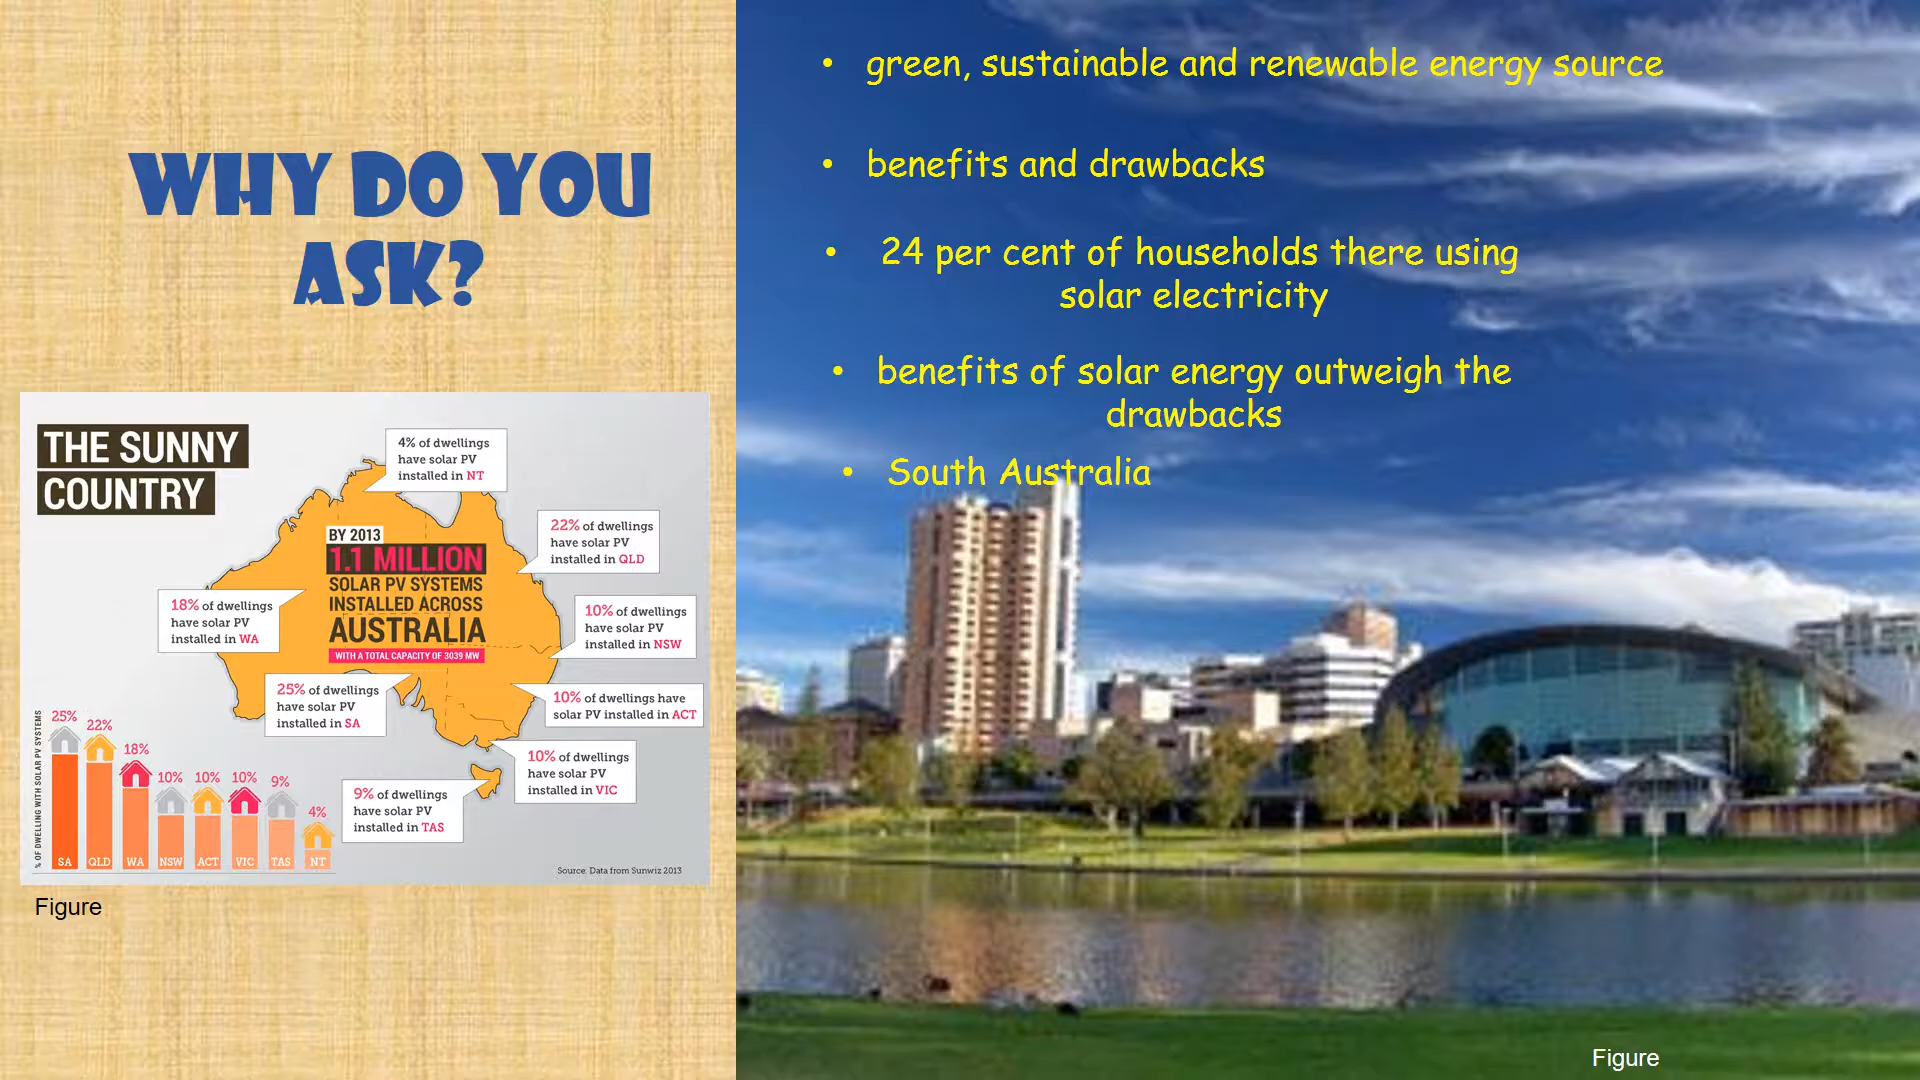 WHY DO YOU
ASK?
THE SUNNY
COUNTRY
4% of dwellings
have solar PV
installed in NT
22% of dwellings
have solar PV
installed in QLD
BY 2013
1.1 MILLION
SOLAR PV SYSTEMS
INSTALLED ACROSS
AUSTRALIA
WITH A TOTAL CAPACITY OF 3039 MW
18% of dwellings
have solar PV
installed in WA
10% of dwellings
have solar PV
installed in NSW
25% of dwellings
have solar PV
installed in SA
10% of dwellings have
solar PV installed in ACT
10% of dwellings
have solar PV
installed in VIC
9% of dwellings
have solar PV
installed in TAS
% OF DWELLING WITH SOLAR PV SYSTEMS
25% 22% 18% 10% 10% 10% 9% 4%
SA QLD WA NSW ACT VIC TAS NT
Source: Data from Sunwiz 2013
Figure
• green, sustainable and renewable energy source
• benefits and drawbacks
• 24 per cent of households there using
solar electricity
• benefits of solar energy outweigh the
drawbacks
• South Australia
Figure